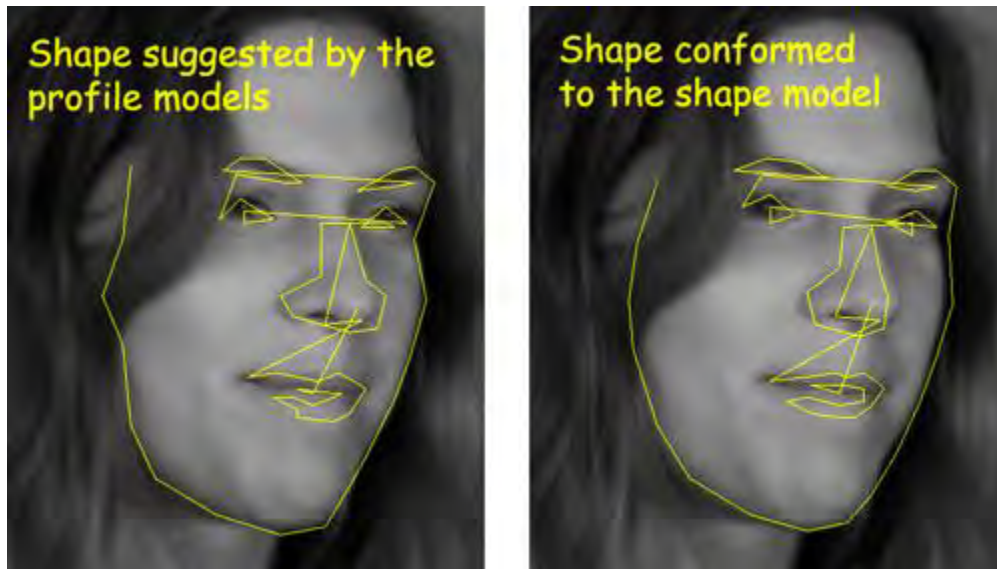 Shape suggested by the
profile models
Shape conformed
to the shape model